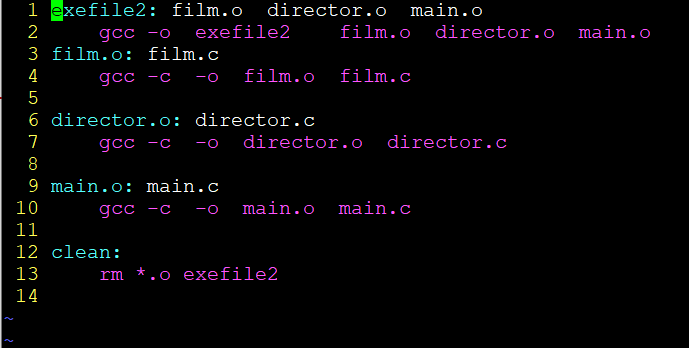 1 exefile2: film.o  director.o  main.o
2     gcc -o  exefile2    film.o  director.o  main.o
3 film.o: film.c
4     gcc -c  -o  film.o  film.c
5
6 director.o: director.c
7     gcc -c  -o  director.o  director.c
8
9 main.o: main.c
10     gcc -c  -o  main.o  main.c
11
12 clean:
13     rm *.o exefile2
14
~
~